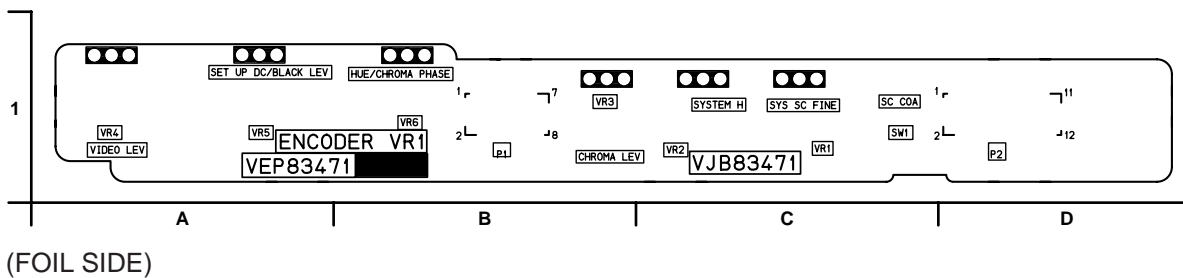 SET UP DC/BLACK LEV
HUE/CHROMA PHASE
1
7
VR3
SYSTEM H
SYS SC FINE
SC COA
1
11
1
VR4
VR5
VR6
2
8
SW1
2
12
VIDEO LEV
ENCODER VR1
P1
CHROMA LEV
VR2
VR1
P2
VEP83471
VJB83471
A
B
C
D
(FOIL SIDE)